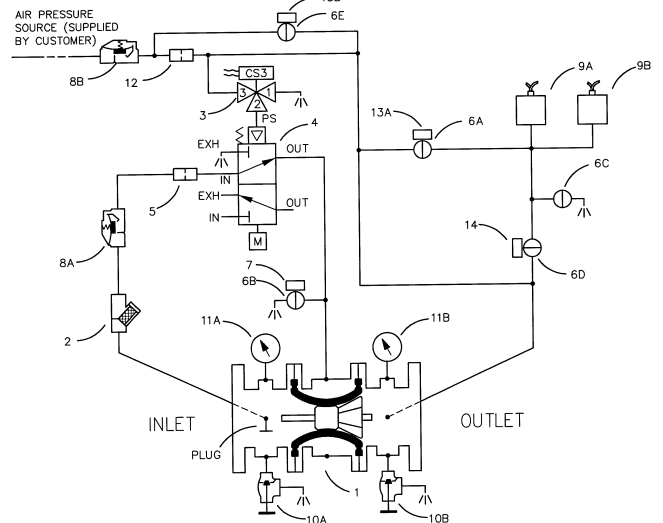 AIR PRESSURE
SOURCE (SUPPLIED
BY CUSTOMER)
6E
8B
12
CS3
3
3
1
2
PS
4
EXH
OUT
IN
5
EXH
OUT
IN
M
9A
9B
13A
6A
6C
14
6D
8A
2
7
6B
11A
11B
INLET
OUTLET
PLUG
1
10A
10B